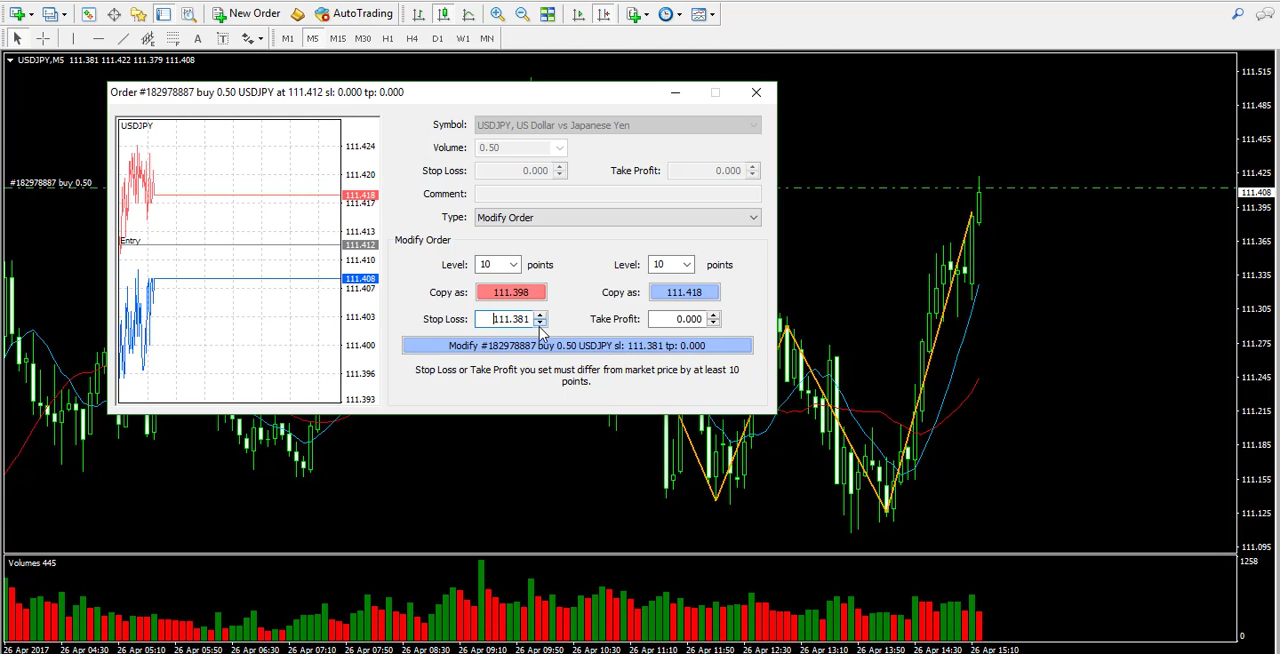 New Order AutoTrading
A T M1 M5 M15 M30 H1 H4 D1 W1 MN
USDJPY,M5 111.381 111.422 111.379 111.408
Order #182978887 buy 0.50 USDJPY at 111.412 sl: 0.000 tp: 0.000
USDJPY
111.424
111.420
111.418
111.417
111.413
Entry
111.412
111.410
111.408
111.407
111.403
111.400
111.396
111.393
Symbol: USDJPY, US Dollar vs Japanese Yen
Volume: 0.50
Stop Loss: 0.000 Take Profit: 0.000
Comment:
Type: Modify Order
Modify Order
Level: 10 points Level: 10 points
Copy as: 111.398 Copy as: 111.418
Stop Loss: 111.381 Take Profit: 0.000
Modify #182978887 buy 0.50 USDJPY sl: 111.381 tp: 0.000
Stop Loss or Take Profit you set must differ from market price by at least 10
points.
#182978887 buy 0.50
111.515
111.485
111.455
111.425
111.408
111.395
111.365
111.335
111.305
111.275
111.245
111.215
111.185
111.155
111.125
111.095
Volumes 445
1258
0
26 Apr 2017 26 Apr 04:30 26 Apr 05:10 26 Apr 05:50 26 Apr 06:30 26 Apr 07:10 26 Apr 07:50 26 Apr 08:30 26 Apr 09:10 26 Apr 09:50 26 Apr 10:30 26 Apr 11:10 26 Apr 11:50 26 Apr 12:30 26 Apr 13:10 26 Apr 13:50 26 Apr 14:30 26 Apr 15:10